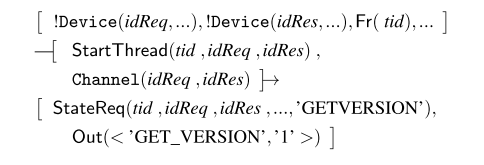 [ !Device(idReq,...),!Device(idRes,...),Fr( tid),... ]
—[ StartThread(tid ,idReq ,idRes) ,
Channel(idReq ,idRes) ]→
[ StateReq(tid ,idReq ,idRes ,...,'GETVERSION'),
Out(< 'GET_VERSION','1' >) ]